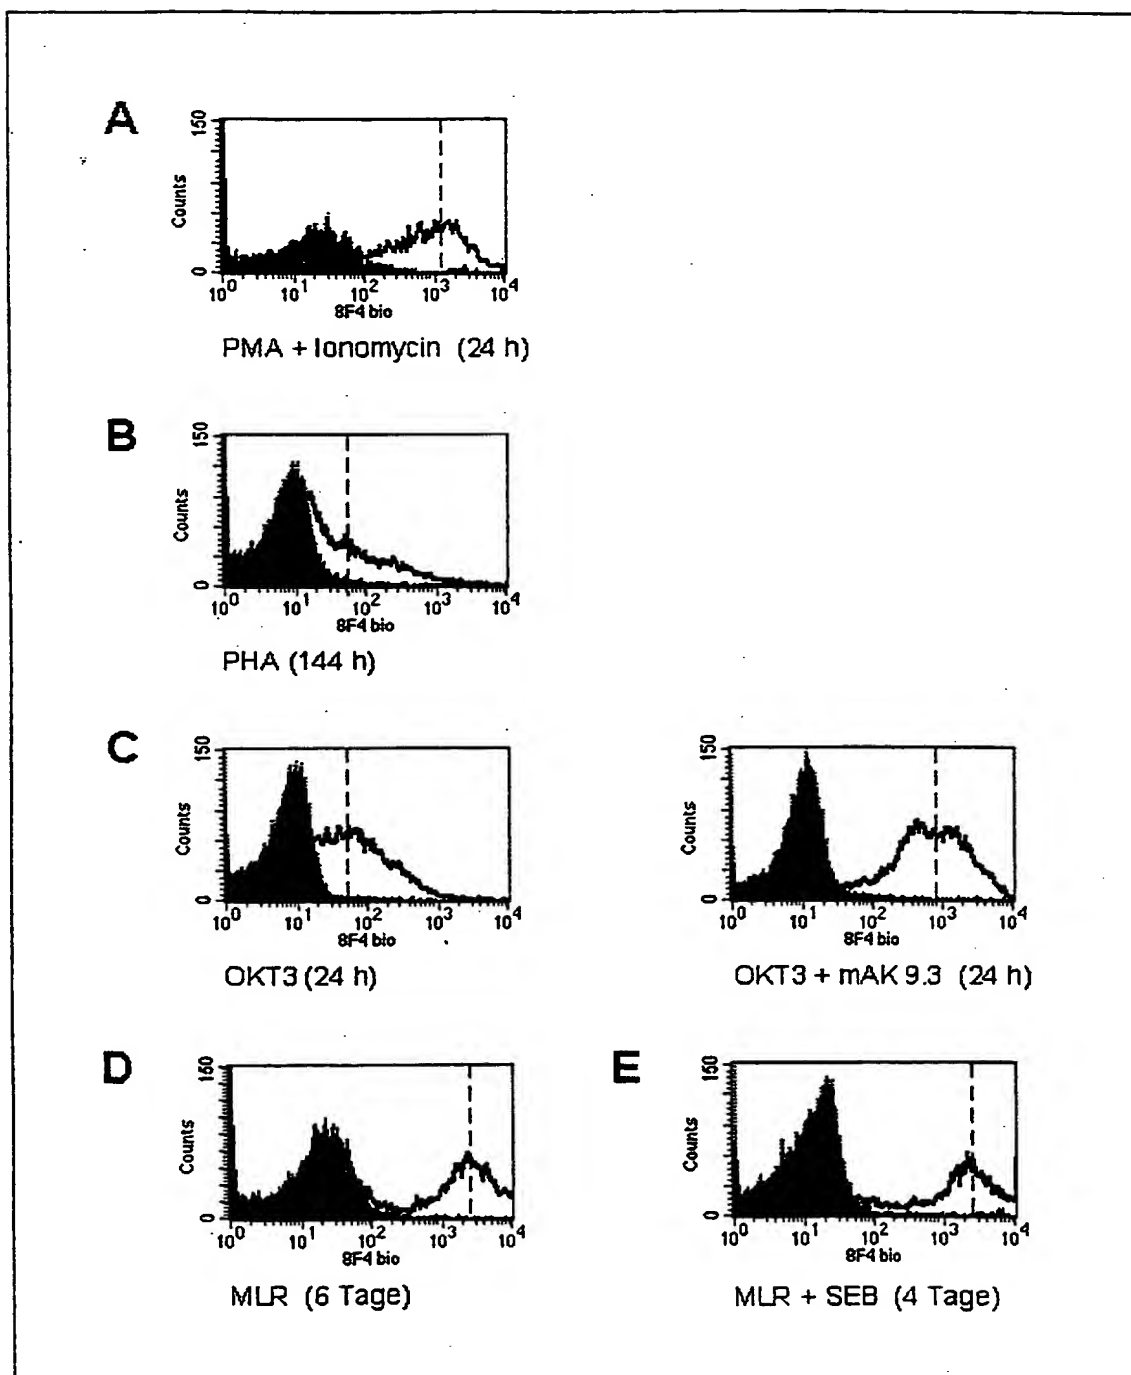 A
150
Counts
0
10^0 10^1 10^2 10^3 10^4
8F4 bio
PMA + Ionomycin (24 h)
B
150
Counts
0
10^0 10^1 10^2 10^3 10^4
8F4 bio
PHA (144 h)
C
150
Counts
0
10^0 10^1 10^2 10^3 10^4
8F4 bio
OKT3 (24 h)
150
Counts
0
10^0 10^1 10^2 10^3 10^4
8F4 bio
OKT3 + mAK 9.3 (24 h)
D
150
Counts
0
10^0 10^1 10^2 10^3 10^4
8F4 bio
MLR (6 Tage)
E
150
Counts
0
10^0 10^1 10^2 10^3 10^4
8F4 bio
MLR + SEB (4 Tage)